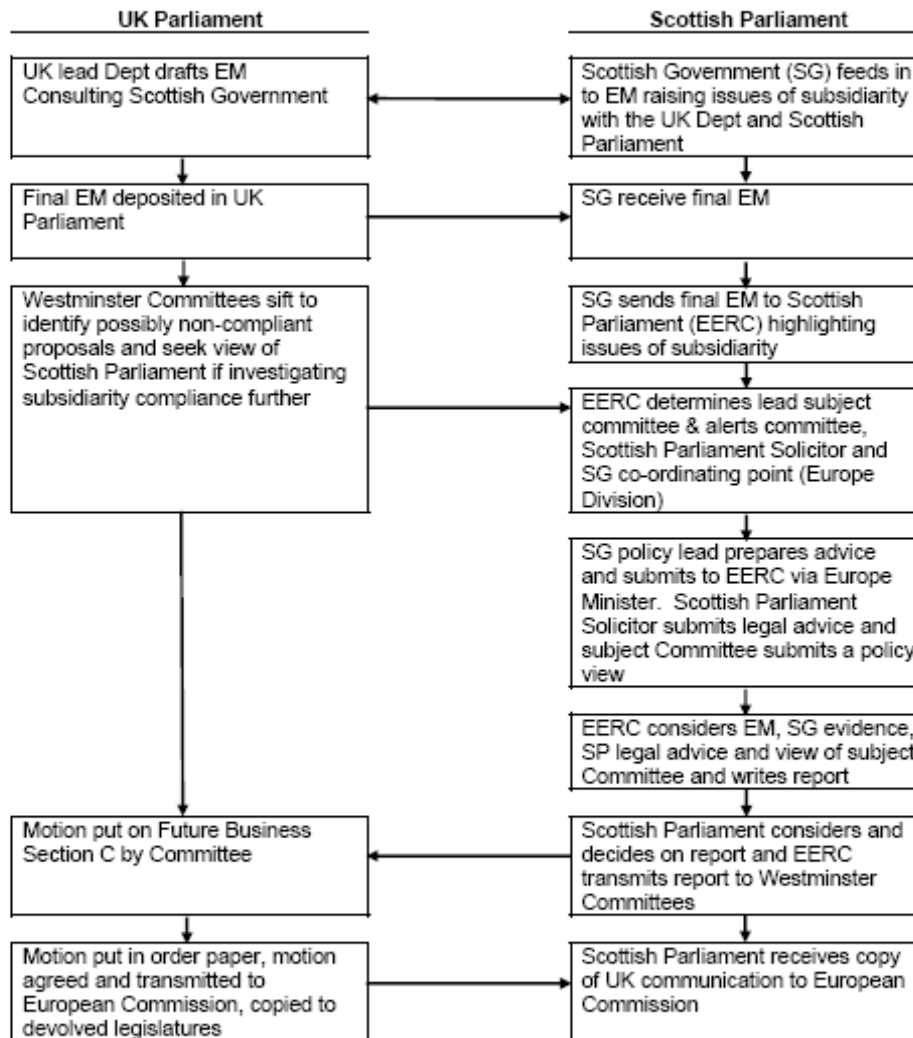 UK Parliament
Scottish Parliament
UK lead Dept drafts EM
Consulting Scottish Government
Scottish Government (SG) feeds in
to EM raising issues of subsidiarity
with the UK Dept and Scottish
Parliament
Final EM deposited in UK
Parliament
SG receive final EM
Westminster Committees sift to
identify possibly non-compliant
proposals and seek view of
Scottish Parliament if investigating
subsidiarity compliance further
SG sends final EM to Scottish
Parliament (EERC) highlighting
issues of subsidiarity
EERC determines lead subject
committee & alerts committee,
Scottish Parliament Solicitor and
SG co-ordinating point (Europe
Division)
SG policy lead prepares advice
and submits to EERC via Europe
Minister. Scottish Parliament
Solicitor submits legal advice and
subject Committee submits a policy
view
EERC considers EM, SG evidence,
SP legal advice and view of subject
Committee and writes report
Motion put on Future Business
Section C by Committee
Scottish Parliament considers and
decides on report and EERC
transmits report to Westminster
Committees
Motion put in order paper, motion
agreed and transmitted to
European Commission, copied to
devolved legislatures
Scottish Parliament receives copy
of UK communication to European
Commission